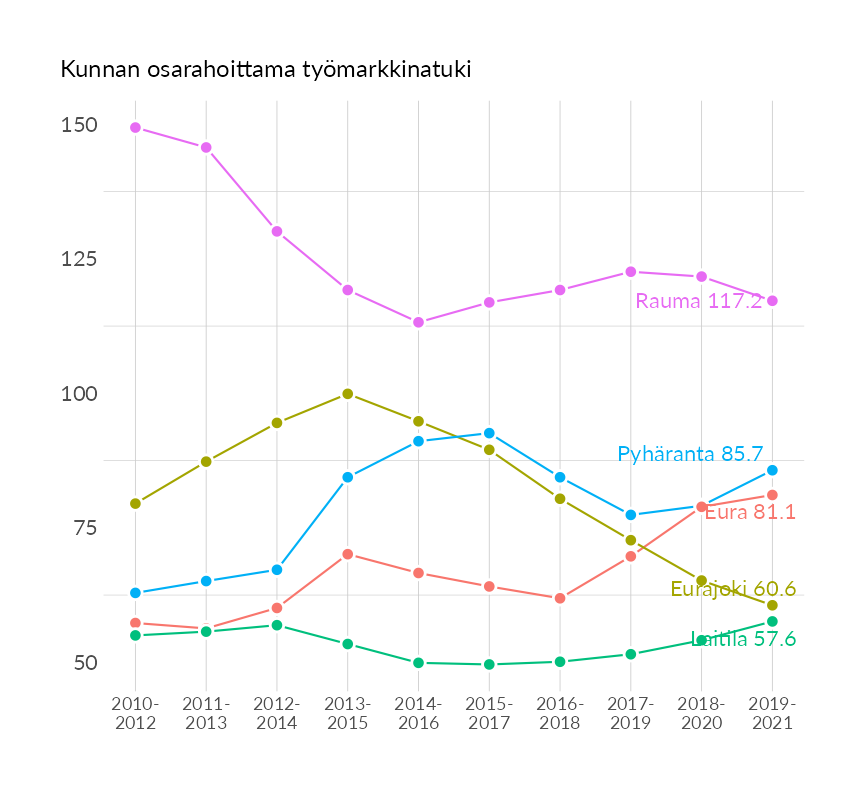 Kunnan osarahoittama työmarkkinatuki
150
125
Rauma 117.2
100
Pyhäranta 85.7
Eura 81.1
75
Eurajoki 60.6
Laitila 57.6
50
2010- 2011- 2012- 2013- 2014- 2015- 2016- 2017- 2018- 2019-
2012 2013 2014 2015 2016 2017 2018 2019 2020 2021